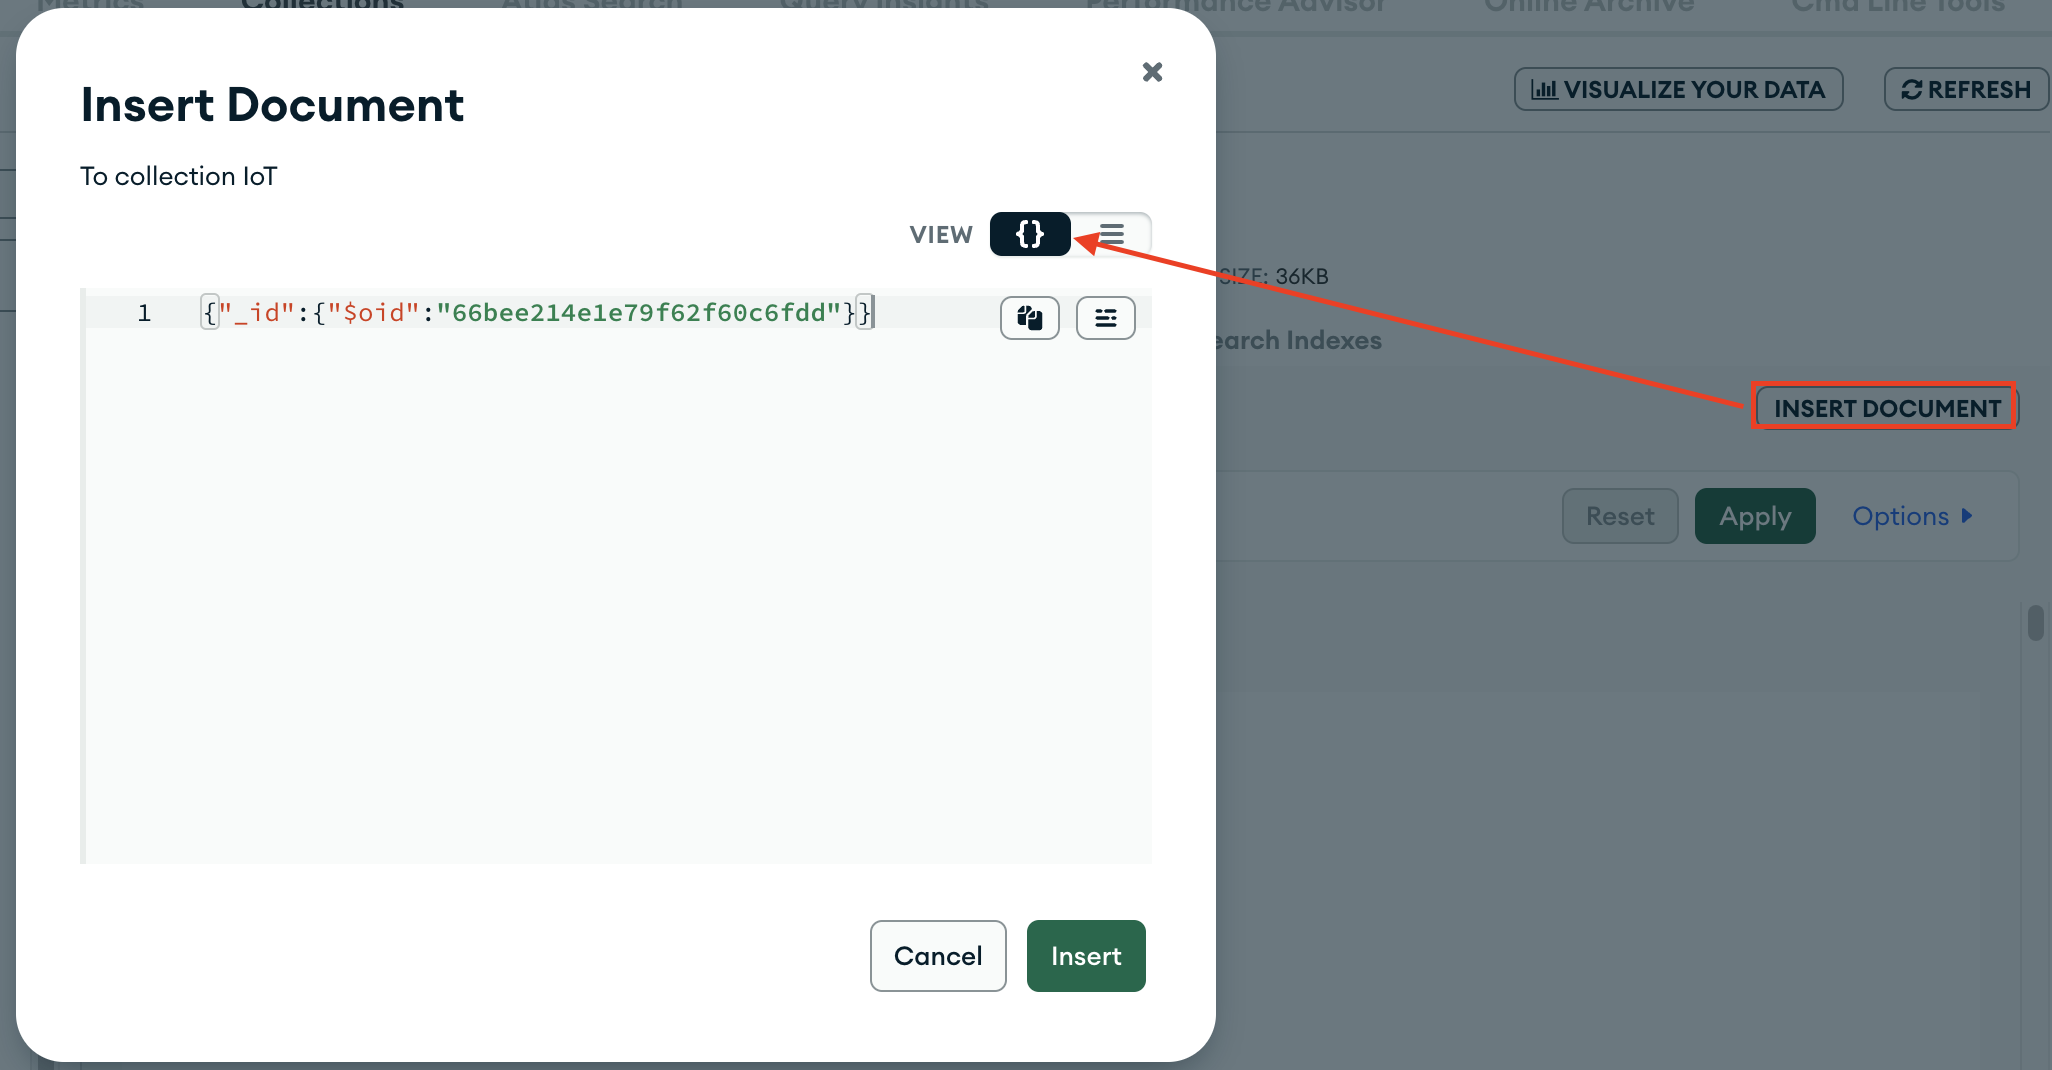 Metrics Collections Atlas Search Query Insights Performance Advisor Online Archive Cmd Line Tools
VISUALIZE YOUR DATA REFRESH
Insert Document
To collection IoT
VIEW {}
SIZE: 36KB
1 {"_id":{"$oid":"66bee214e1e79f62f60c6fdd"}}
earch Indexes
INSERT DOCUMENT
Reset Apply Options
Cancel Insert